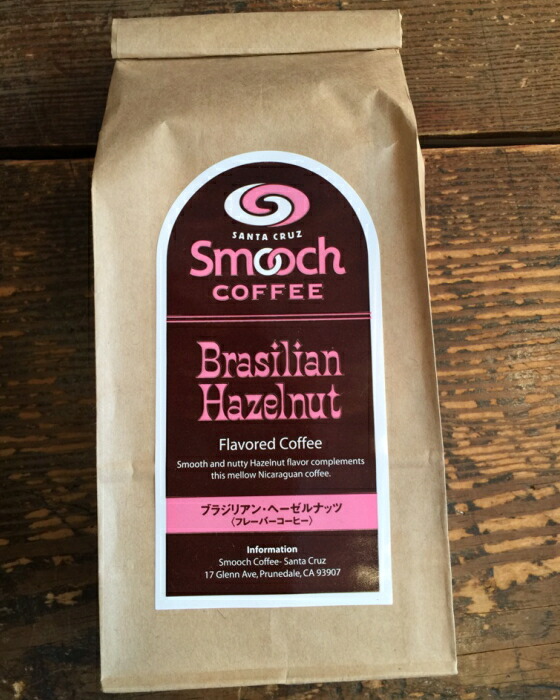 SANTA CRUZ
Smooch
COFFEE
Brasilian
Hazelnut
Flavored Coffee
Smooth and nutty Hazelnut flavor complements
this mellow Nicaraguan coffee.
ブラジリアン・ヘーゼルナッツ
〈フレーバーコーヒー〉
Information
Smooch Coffee- Santa Cruz
17 Glenn Ave, Prunedale, CA 93907